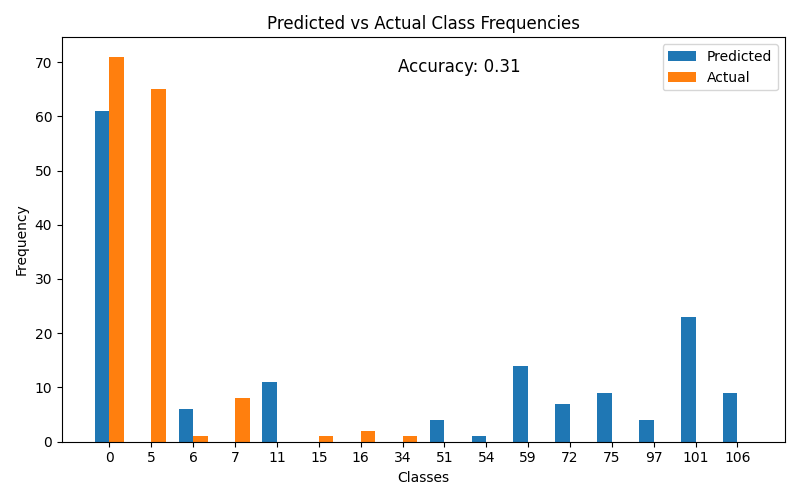 Predicted vs Actual Class Frequencies
Accuracy: 0.31
Predicted
Actual
Frequency
70
60
50
40
30
20
10
0
0 5 6 7 11 15 16 34 51 54 59 72 75 97 101 106
Classes